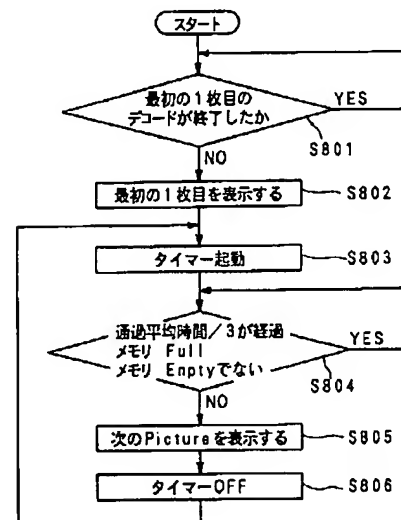 スタート
最初の1枚目の
デコードが終了したか
YES
S801
NO
最初の1枚目を表示する
S802
タイマー起動
S803
通過平均時間/3が経過
メモリ Full
メモリ Emptyでない
YES
S804
NO
次のPictureを表示する
S805
タイマーOFF
S806